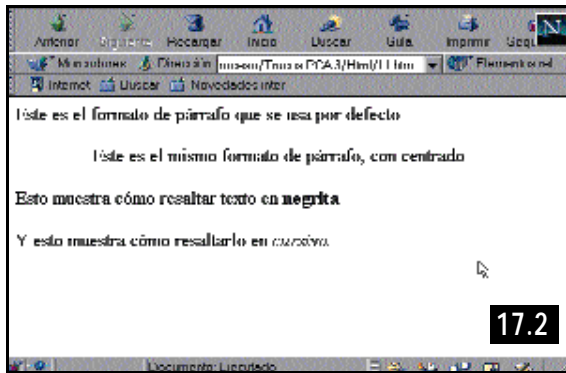 Anterior Siguiente Recargar Inicio Buscar Guía Imprimir
Marcadores Dirección
Internet Buscar Novedades
Este es el formato de párrafo que se usa por defecto
Este es el mismo formato de párrafo, con centrado
Esto muestra cómo resaltar texto en negrita
Y esto muestra cómo resaltarlo en cursiva
17.2
Documento: Ejecutado